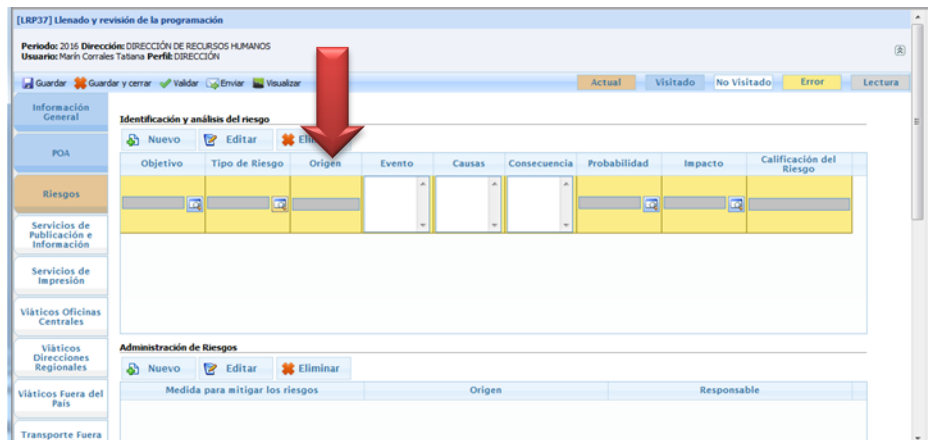 [LRP37] Llenado y revisión de la programación
Periodo: 2016 Dirección: DIRECCIÓN DE RECURSOS HUMANOS
Usuario: Marín Corrales Tatiana Perfil: DIRECCIÓN
Guardar Guardar y cerrar Validar Enviar Visualizar Actual Visitado No Visitado Error Lectura
Información General
POA
Riesgos
Servicios de Publicación e Información
Servicios de Impresión
Viáticos Oficinas Centrales
Viáticos Direcciones Regionales
Viáticos Fuera del País
Transporte Fuera
Identificación y análisis del riesgo
Nuevo Editar
Objetivo Tipo de Riesgo Origen Evento Causas Consecuencia Probabilidad Impacto Calificación del Riesgo
Administración de Riesgos
Nuevo Editar Eliminar
Medida para mitigar los riesgos Origen Responsable